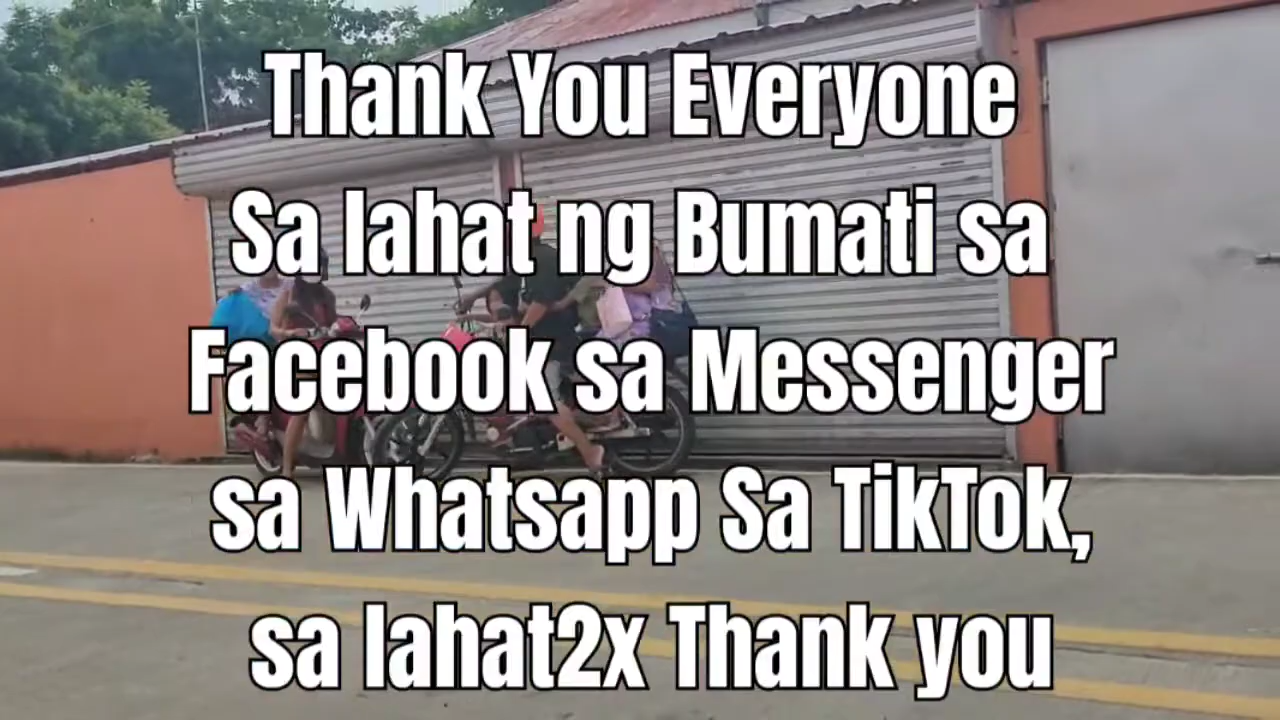 Thank You Everyone
Sa lahat ng Bumati sa
Facebook sa Messenger
sa Whatsapp Sa TikTok,
sa lahat2x Thank you